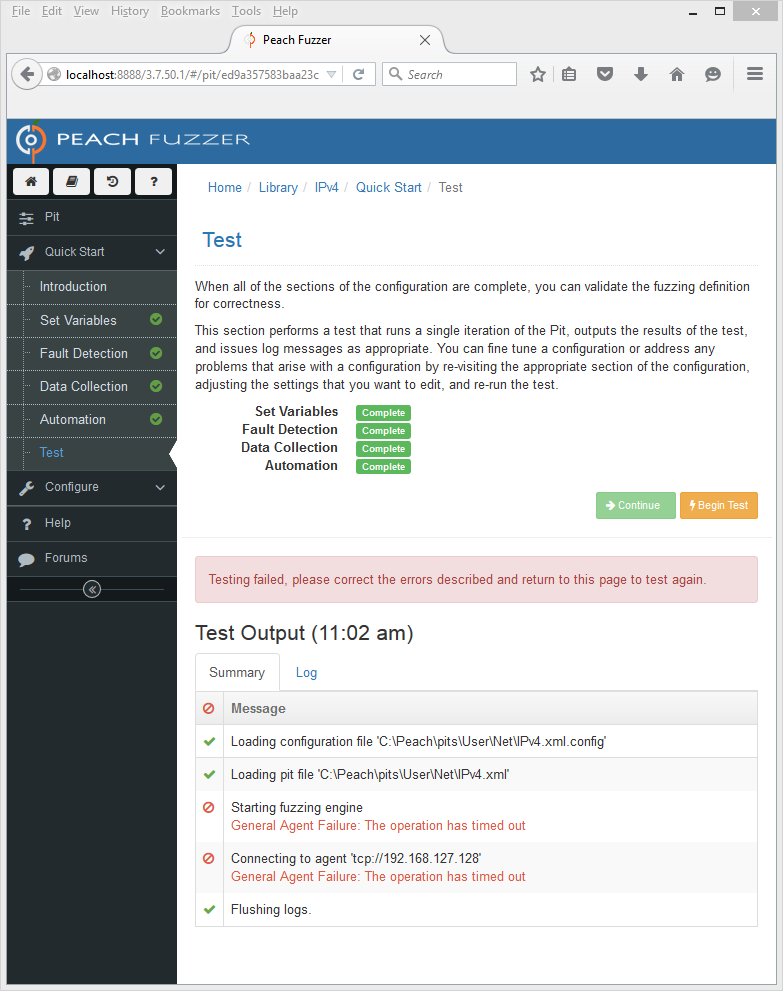 File Edit View History Bookmarks Tools Help
Peach Fuzzer
localhost:8888/3.7.50.1/#/pit/ed9a357583baa23c
Search
PEACH FUZZER
Home / Library / IPv4 / Quick Start / Test
Pit
Quick Start
Introduction
Set Variables
Fault Detection
Data Collection
Automation
Test
Configure
Help
Forums
Test
When all of the sections of the configuration are complete, you can validate the fuzzing definition
for correctness.
This section performs a test that runs a single iteration of the Pit, outputs the results of the test,
and issues log messages as appropriate. You can fine tune a configuration or address any
problems that arise with a configuration by re-visiting the appropriate section of the configuration,
adjusting the settings that you want to edit, and re-run the test.
Set Variables Complete
Fault Detection Complete
Data Collection Complete
Automation Complete
Continue Begin Test
Testing failed, please correct the errors described and return to this page to test again.
Test Output (11:02 am)
Summary Log
Message
Loading configuration file 'C:\Peach\pits\User\Net\IPv4.xml.config'
Loading pit file 'C:\Peach\pits\User\Net\IPv4.xml'
Starting fuzzing engine
General Agent Failure: The operation has timed out
Connecting to agent 'tcp://192.168.127.128'
General Agent Failure: The operation has timed out
Flushing logs.